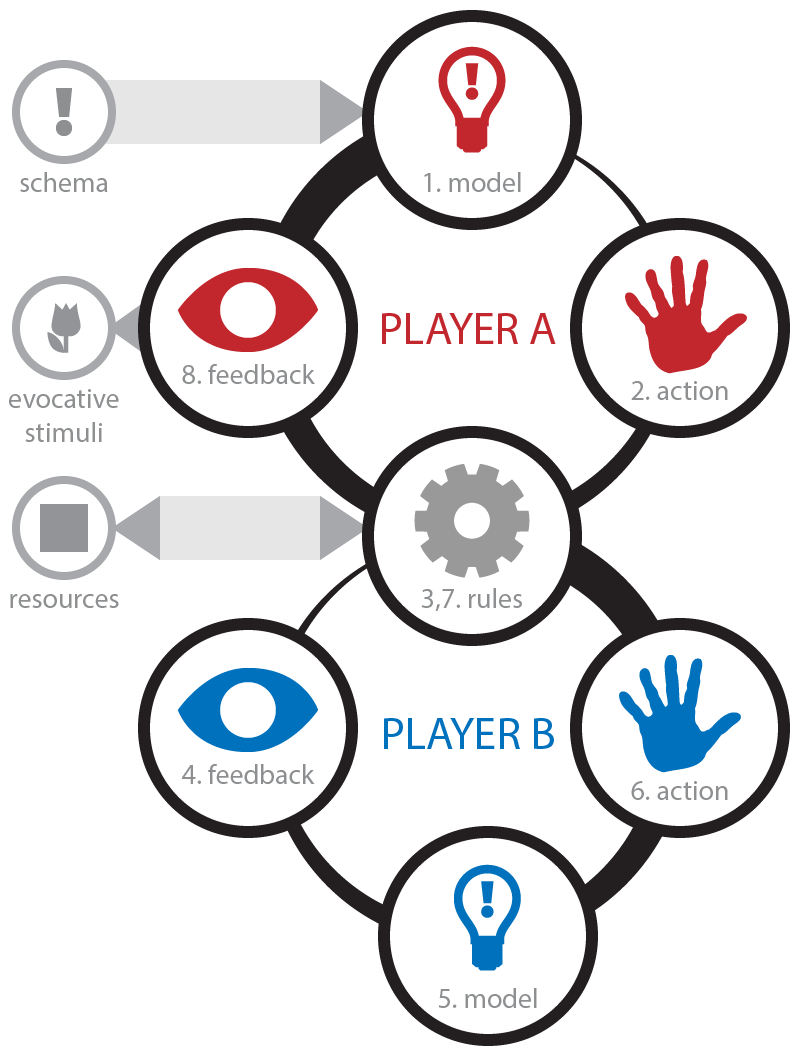 1. model
schema
PLAYER A
8. feedback
2. action
evocative
stimuli
3,7. rules
resources
PLAYER B
4. feedback
6. action
5. model